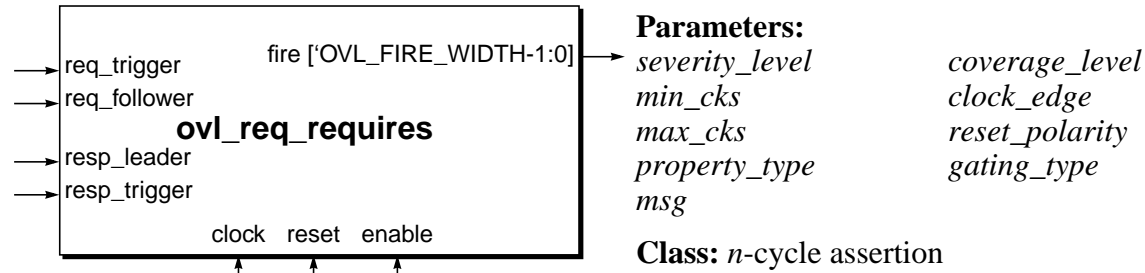 req_trigger
req_follower
fire [‘OVL_FIRE_WIDTH-1:0]
ovl_req_requires
resp_leader
resp_trigger
clock reset enable
Parameters:
severity_level coverage_level
min_cks clock_edge
max_cks reset_polarity
property_type gating_type
msg
Class: n-cycle assertion